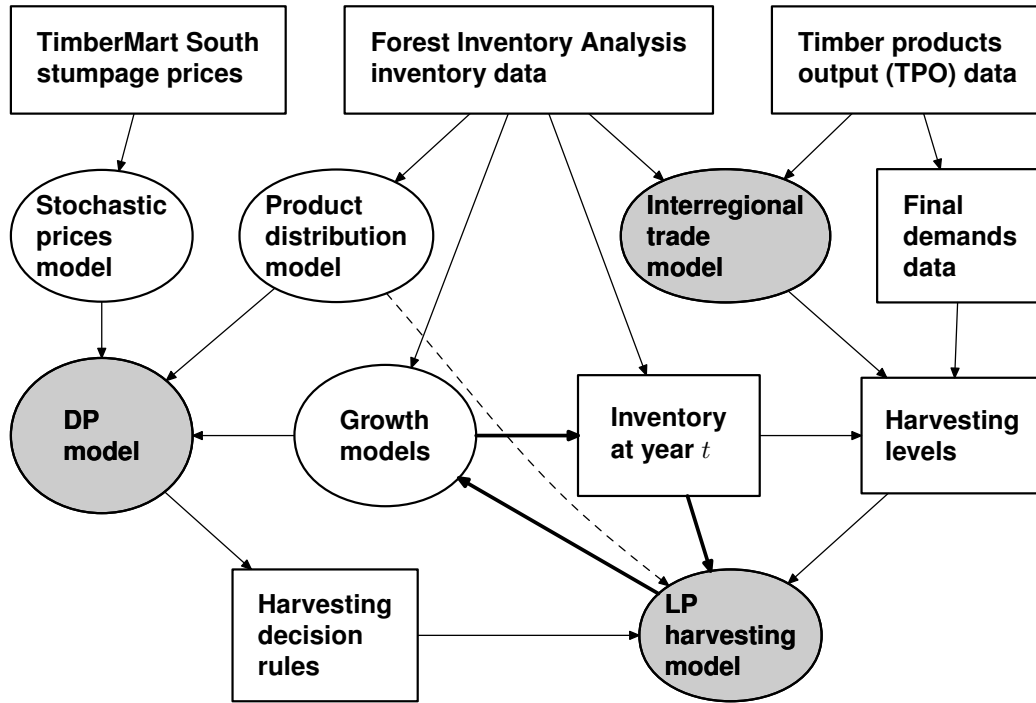 TimberMart South
stumpage prices
Forest Inventory Analysis
inventory data
Timber products
output (TPO) data
Stochastic
prices
model
Product
distribution
model
Interregional
trade
model
Final
demands
data
DP
model
Growth
models
Inventory
at year t
Harvesting
levels
Harvesting
decision
rules
LP
harvesting
model